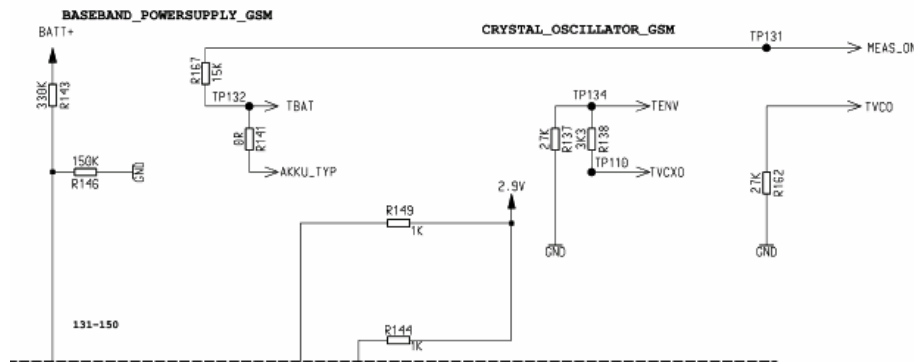 BASEBAND_POWERSUPPLY_GSM
BATT+
CRYSTAL_OSCILLATOR_GSM
TP131
MEAS_ON
R167
15K
330K
R143
TP132
TBAT
TP134
TENV
TVCO
R141
27K
R137
3K3
R138
150K
R146
GND
AKKU_TYP
TP110
TVCXO
27K
R162
2.9V
R149
1K
GND
GND
131-150
R144
1K